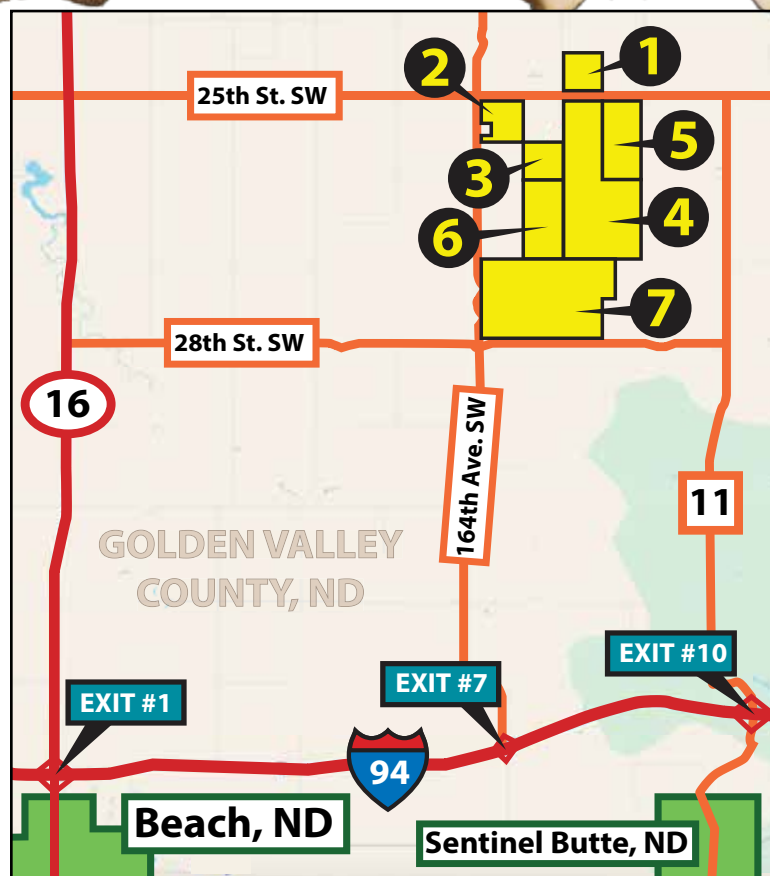 1
2
25th St. SW
5
3
4
6
7
28th St. SW
16
164th Ave. SW
11
GOLDEN VALLEY
COUNTY, ND
EXIT #10
EXIT #7
EXIT #1
94
Beach, ND
Sentinel Butte, ND